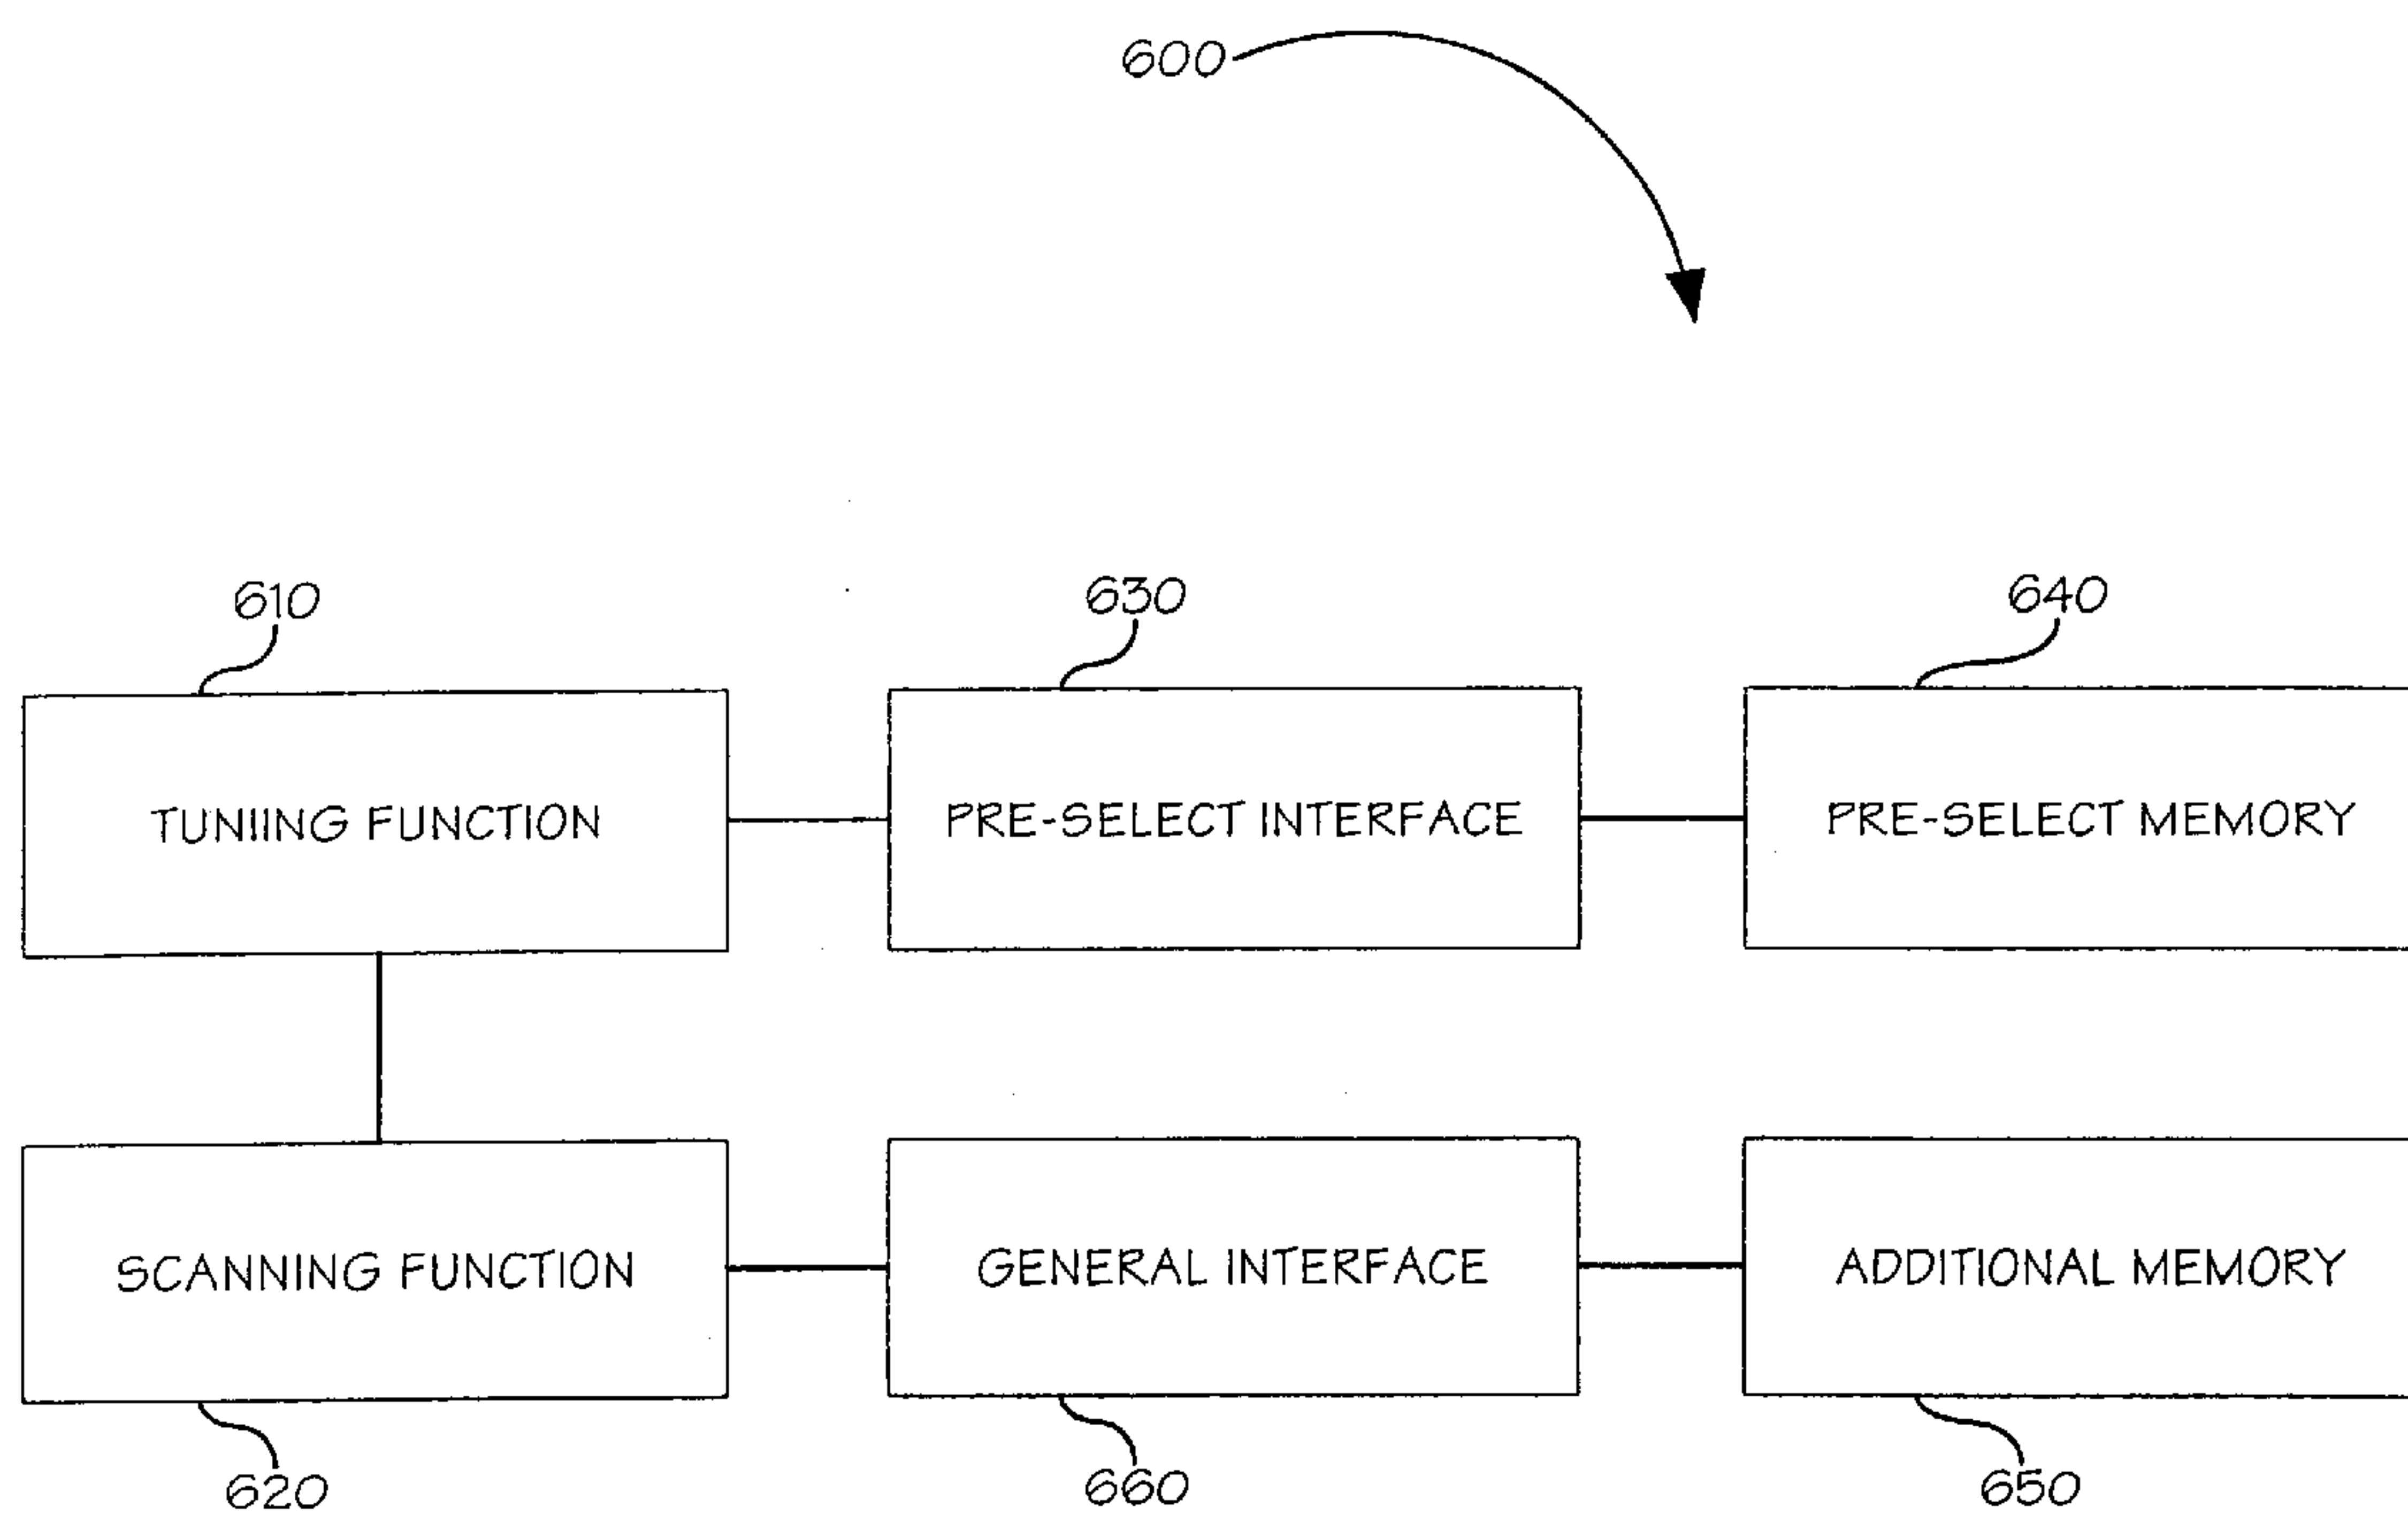 600
610
630
640
TUNIING FUNCTION
PRE-SELECT INTERFACE
PRE-SELECT MEMORY
SCANNING FUNCTION
GENERAL INTERFACE
ADDITIONAL MEMORY
620
660
650